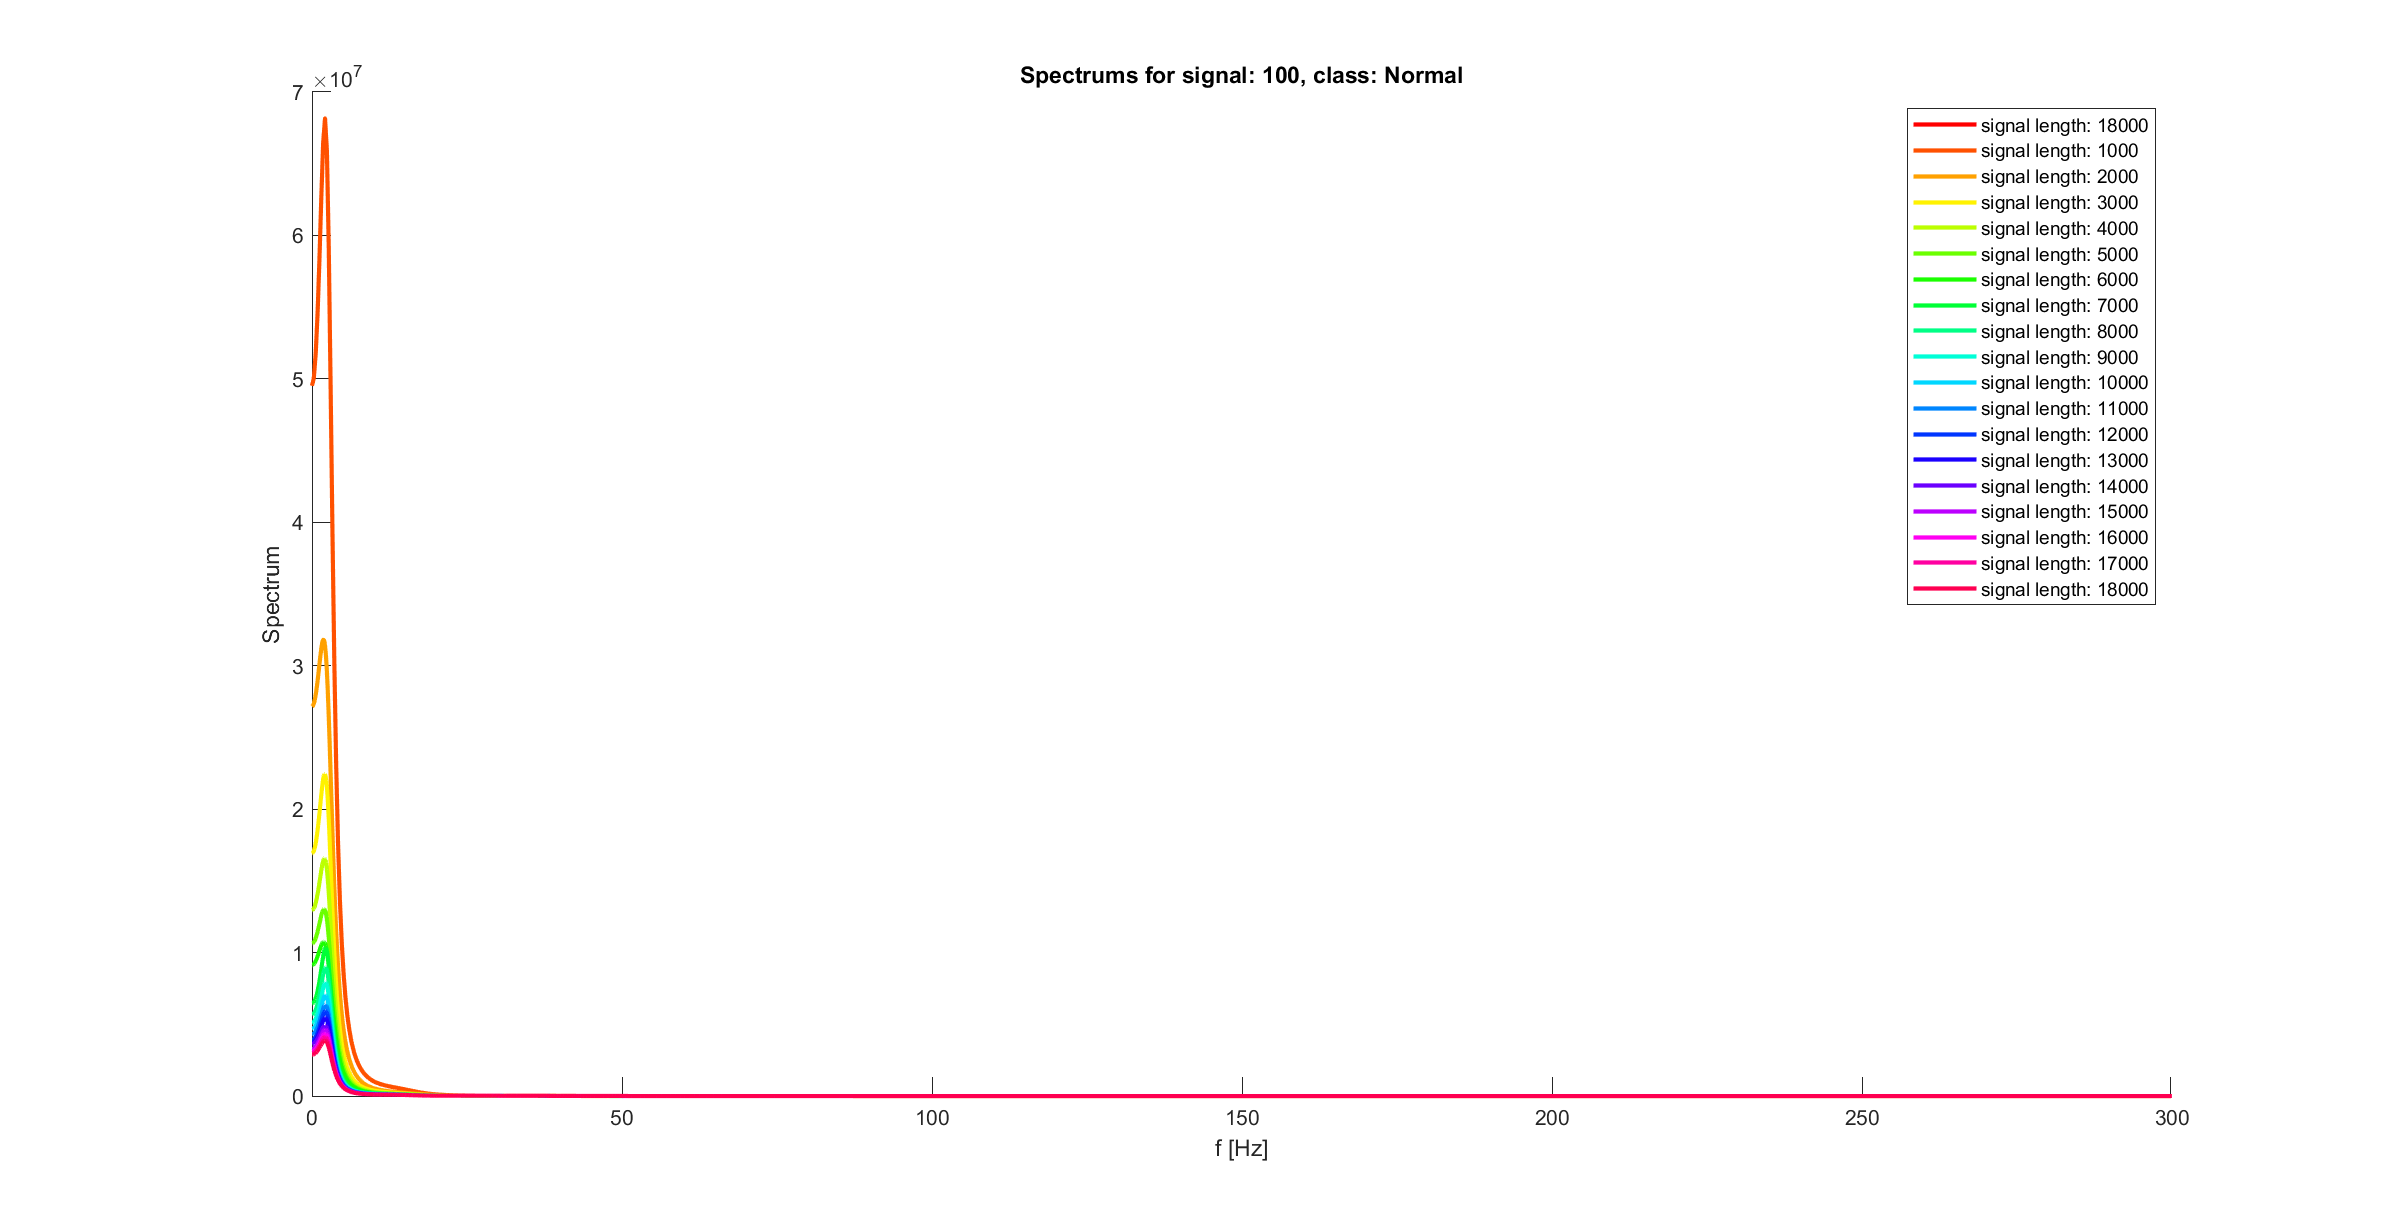 Spectrums for signal: 100, class: Normal
×10^7
7
6
5
4
3
2
1
0
Spectrum
0 50 100 150 200 250 300
f [Hz]
signal length: 18000
signal length: 1000
signal length: 2000
signal length: 3000
signal length: 4000
signal length: 5000
signal length: 6000
signal length: 7000
signal length: 8000
signal length: 9000
signal length: 10000
signal length: 11000
signal length: 12000
signal length: 13000
signal length: 14000
signal length: 15000
signal length: 16000
signal length: 17000
signal length: 18000